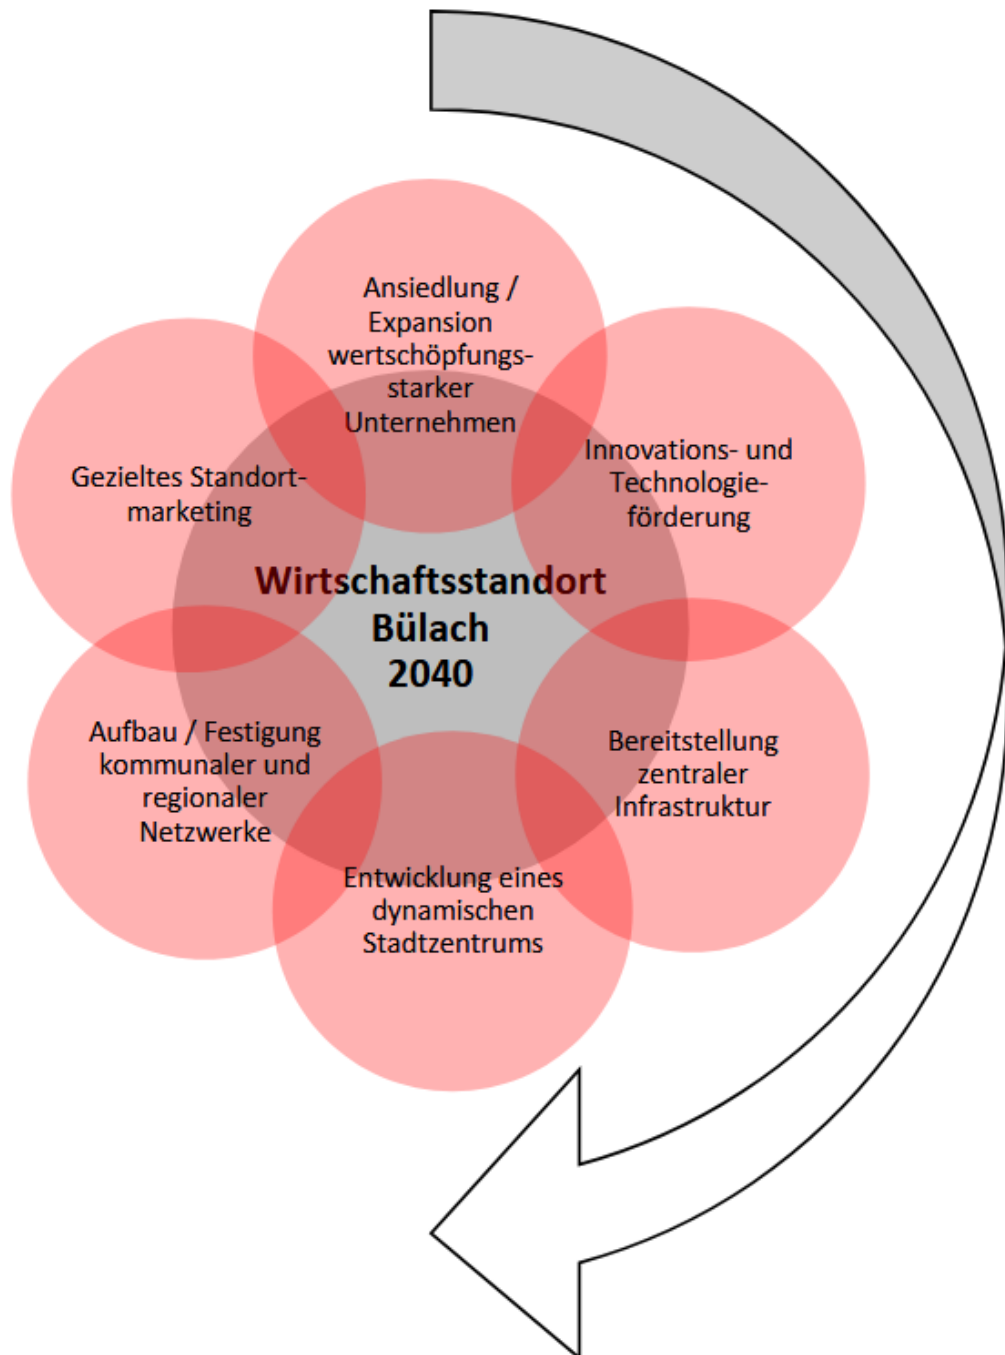 Ansiedlung /
Expansion
wertschöpfungs-
starker
Unternehmen
Innovations- und
Technologie-
förderung
Gezieltes Standort-
marketing
Wirtschaftsstandort
Bülach
2040
Aufbau / Festigung
kommunaler und
regionaler
Netzwerke
Bereitstellung
zentraler
Infrastruktur
Entwicklung eines
dynamischen
Stadtzentrums